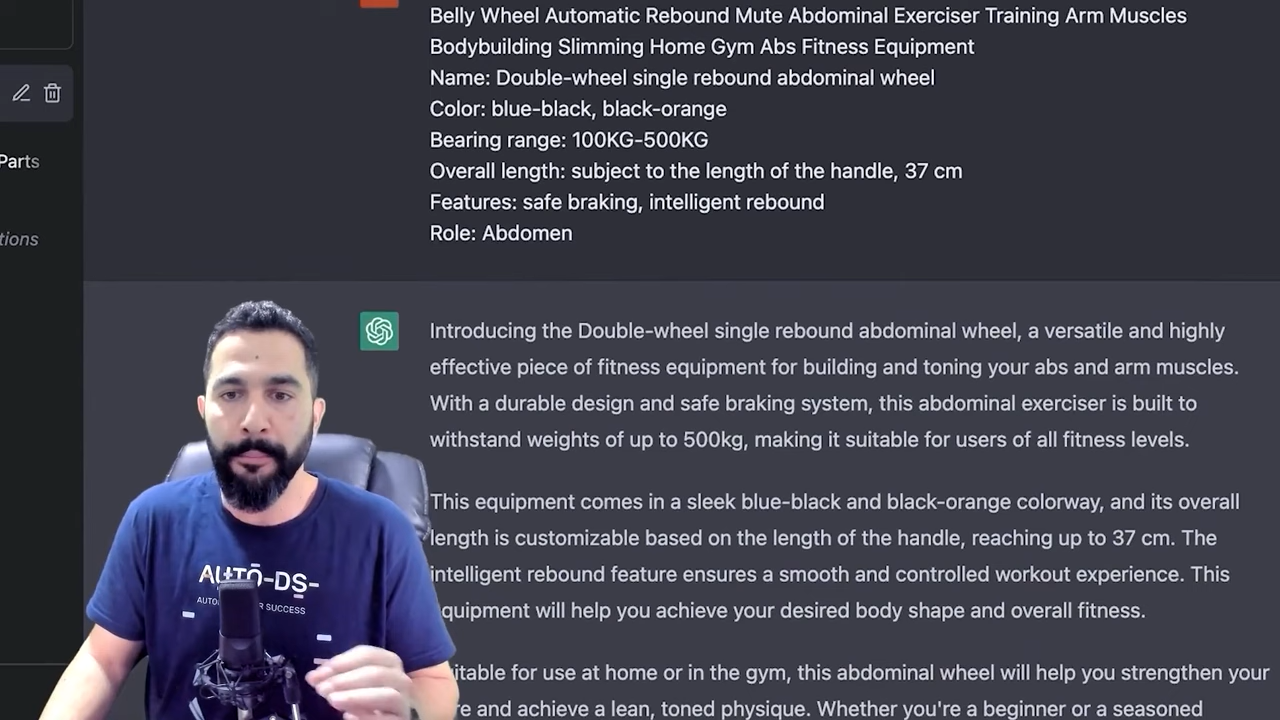 Belly Wheel Automatic Rebound Mute Abdominal Exerciser Training Arm Muscles
Bodybuilding Slimming Home Gym Abs Fitness Equipment
Name: Double-wheel single rebound abdominal wheel
Color: blue-black, black-orange
Bearing range: 100KG-500KG
Parts
Overall length: subject to the length of the handle, 37 cm
Features: safe braking, intelligent rebound
tions
Role: Abdomen
Introducing the Double-wheel single rebound abdominal wheel, a versatile and highly
effective piece of fitness equipment for building and toning your abs and arm muscles.
With a durable design and safe braking system, this abdominal exerciser is built to
withstand weights of up to 500kg, making it suitable for users of all fitness levels.
This equipment comes in a sleek blue-black and black-orange colorway, and its overall
length is customizable based on the length of the handle, reaching up to 37 cm. The
intelligent rebound feature ensures a smooth and controlled workout experience. This
equipment will help you achieve your desired body shape and overall fitness.
itable for use at home or in the gym, this abdominal wheel will help you strengthen your
re and achieve a lean, toned physique. Whether you're a beginner or a seasoned
AUTO-DS-
SUCCESS